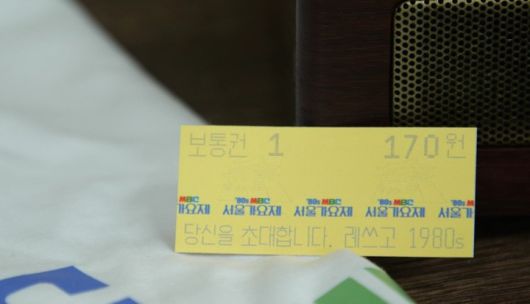 보통권 1 170원
'80s MBC '80s MBC '80s MBC '80s MBC
가요제 서울가요제 서울가요제 서울가요제 서울가
당신을 초대합니다. 레쓰고 1980s